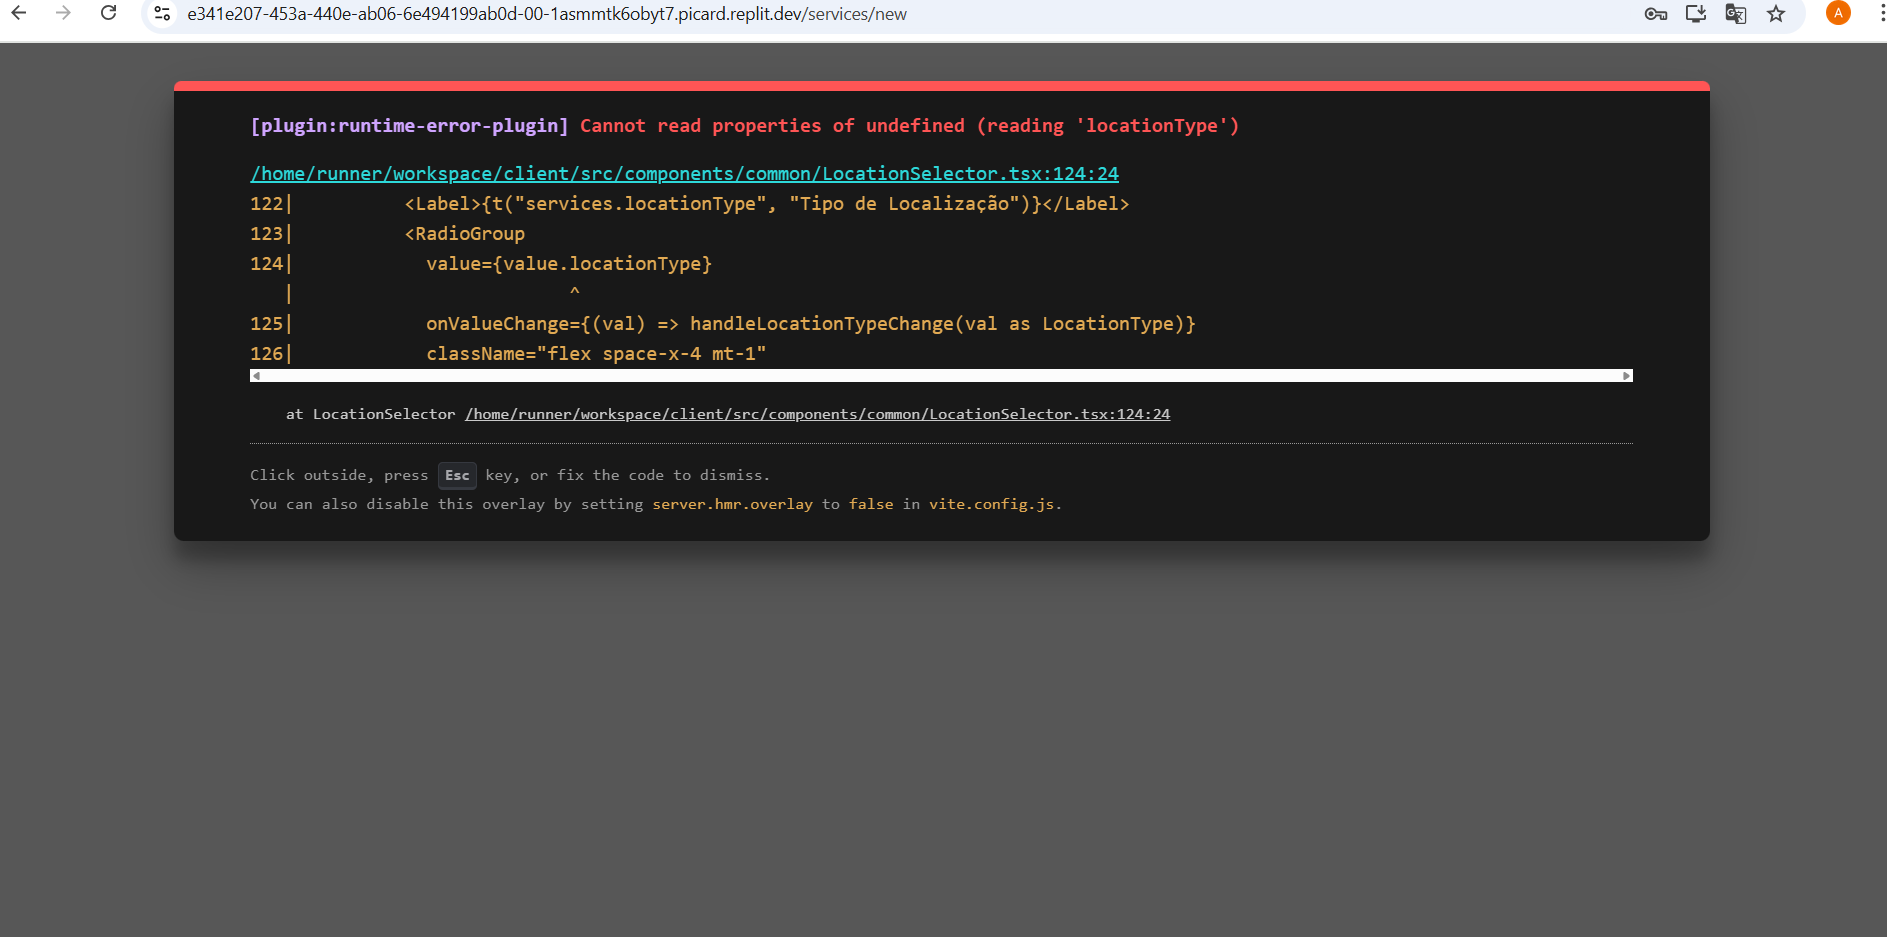 e341e207-453a-440e-ab06-6e494199ab0d-00-1asmmtk6obyt7.picard.replit.dev/services/new
A
[plugin:runtime-error-plugin] Cannot read properties of undefined (reading 'locationType')
/home/runner/workspace/client/src/components/common/LocationSelector.tsx:124:24
122|          <Label>{t("services.locationType", "Tipo de Localização")}</Label>
123|          <RadioGroup
124|            value={value.locationType}
   |                         ^
125|            onValueChange={(val) => handleLocationTypeChange(val as LocationType)}
126|            className="flex space-x-4 mt-1"
at LocationSelector /home/runner/workspace/client/src/components/common/LocationSelector.tsx:124:24
Click outside, press Esc key, or fix the code to dismiss.
You can also disable this overlay by setting server.hmr.overlay to false in vite.config.js.